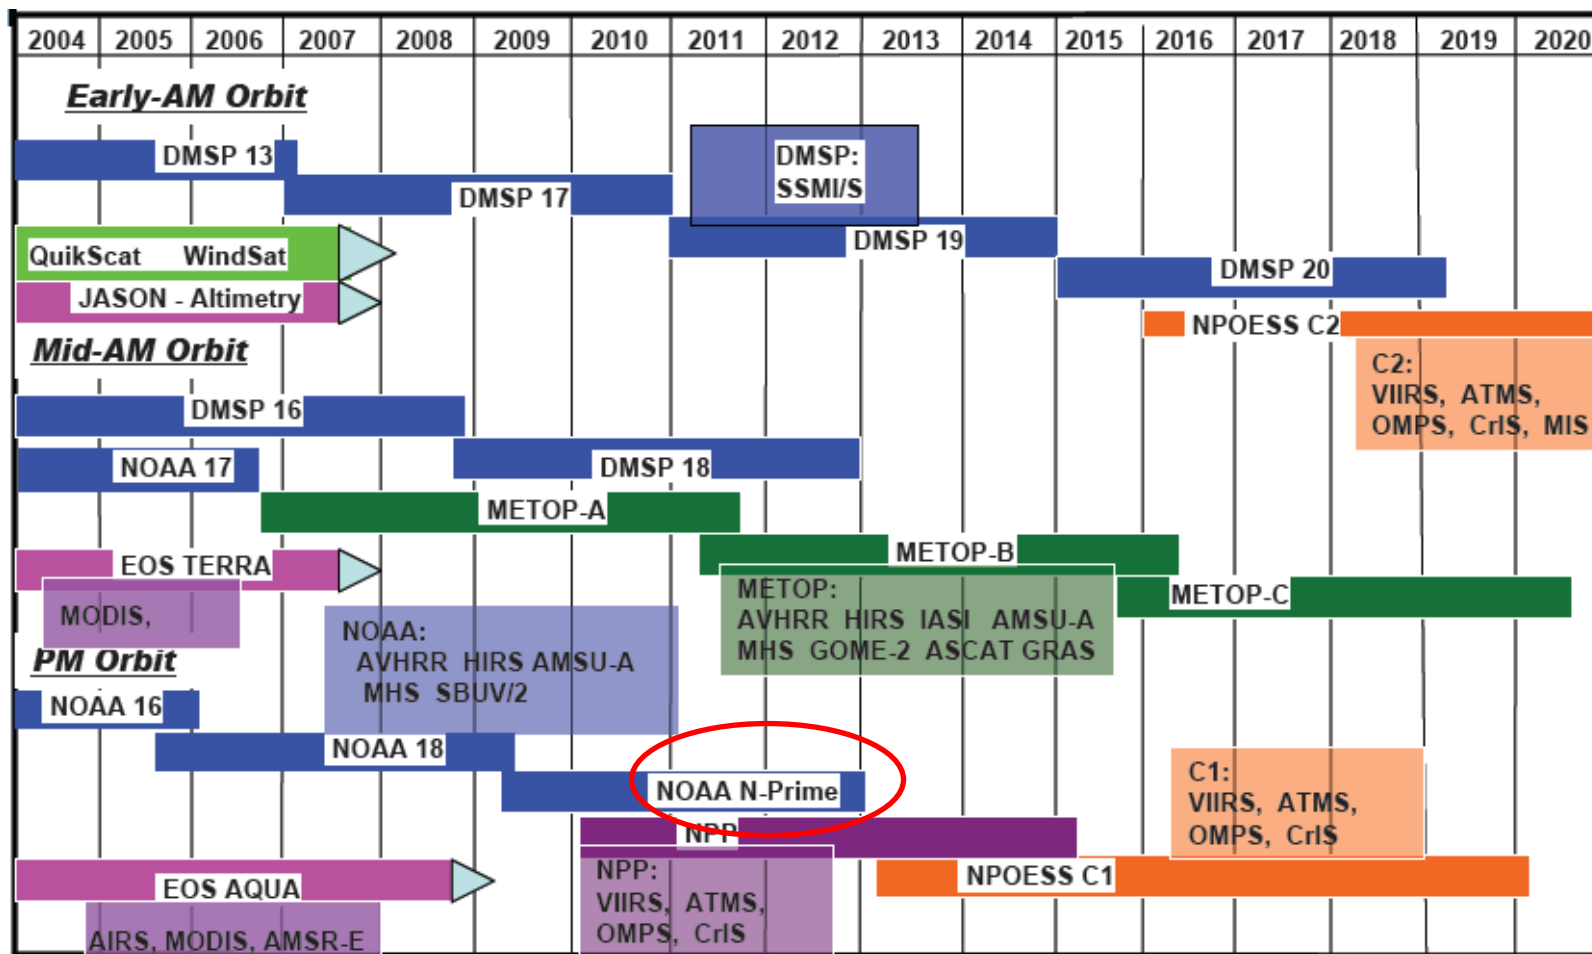 2004 2005 2006 2007 2008 2009 2010 2011 2012 2013 2014 2015 2016 2017 2018 2019 2020
Early-AM Orbit
DMSP 13
DMSP:
SSMI/S
DMSP 17
DMSP 19
QuikScat WindSat
DMSP 20
JASON - Altimetry
NPOESS C2
Mid-AM Orbit
C2:
VIIRS, ATMS,
OMPS, CrIS, MIS
DMSP 16
NOAA 17
DMSP 18
METOP-A
METOP-B
EOS TERRA
METOP-C
MODIS,
METOP:
AVHRR HIRS IASI AMSU-A
MHS GOME-2 ASCAT GRAS
NOAA:
AVHRR HIRS AMSU-A
MHS SBUV/2
PM Orbit
NOAA 16
NOAA 18
NOAA N-Prime
C1:
VIIRS, ATMS,
OMPS, CrIS
NPP
NPOESS C1
NPP:
VIIRS, ATMS,
OMPS, CrIS
EOS AQUA
AIRS, MODIS, AMSR-E